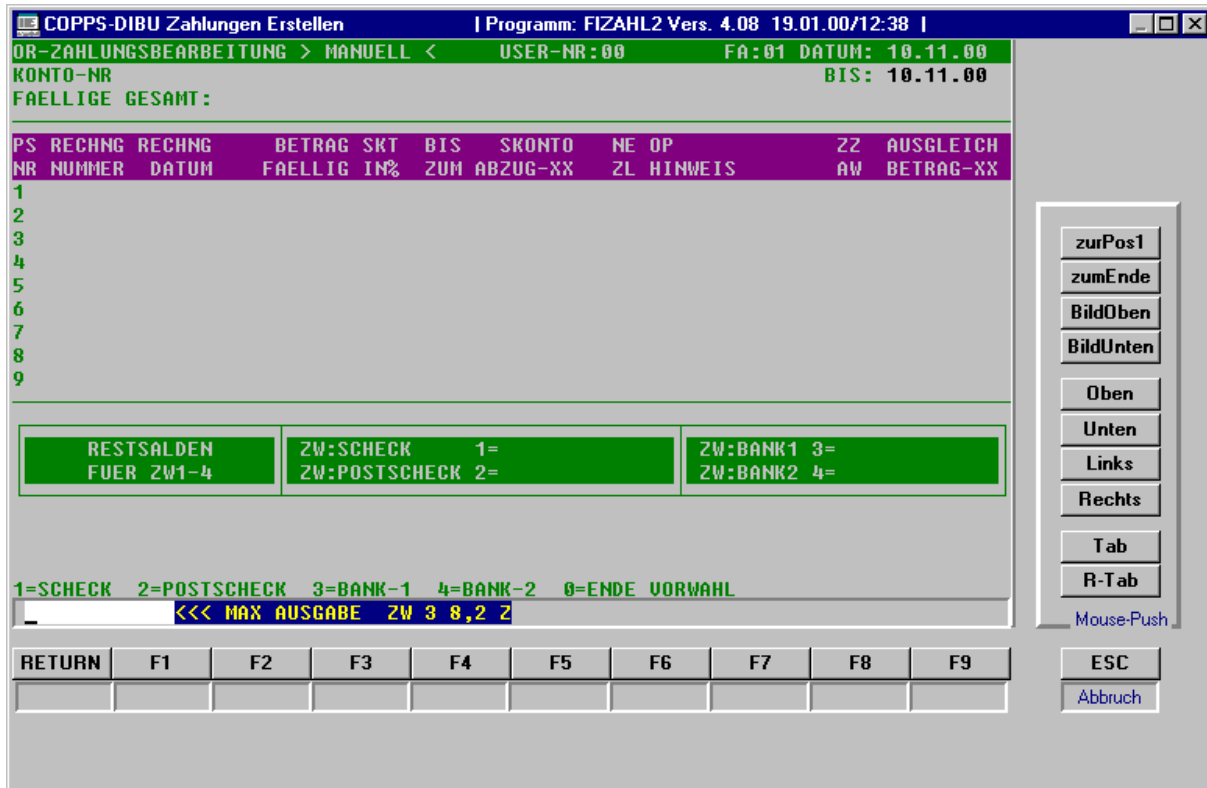 COPPS-DIBU Zahlungen Erstellen | Programm: FIZAHL2 Vers. 4.08 19.01.00/12:38 |
OR-ZAHLUNGSBEARBEITUNG > MANUELL < USER-NR:00 FA:01 DATUM: 10.11.00
KONTO-NR BIS: 10.11.00
FAELLIGE GESAMT:
PS RECHNG RECHNG BETRAG SKT BIS SKONTO NE OP ZZ AUSGLEICH
NR NUMMER DATUM FAELLIG IN% ZUM ABZUG-XX ZL HINWEIS AW BETRAG-XX
1
2
3
4
5
6
7
8
9
RESTSALDEN ZW:SCHECK 1= ZW:BANK1 3=
FUER ZW1-4 ZW:POSTSCHECK 2= ZW:BANK2 4=
1=SCHECK 2=POSTSCHECK 3=BANK-1 4=BANK-2 0=ENDE VORWAHL
_ <<< MAX AUSGABE ZW 3 8,2 Z
zurPos1
zumEnde
BildOben
BildUnten
Oben
Unten
Links
Rechts
Tab
R-Tab
Mouse-Push
RETURN F1 F2 F3 F4 F5 F6 F7 F8 F9 ESC
Abbruch